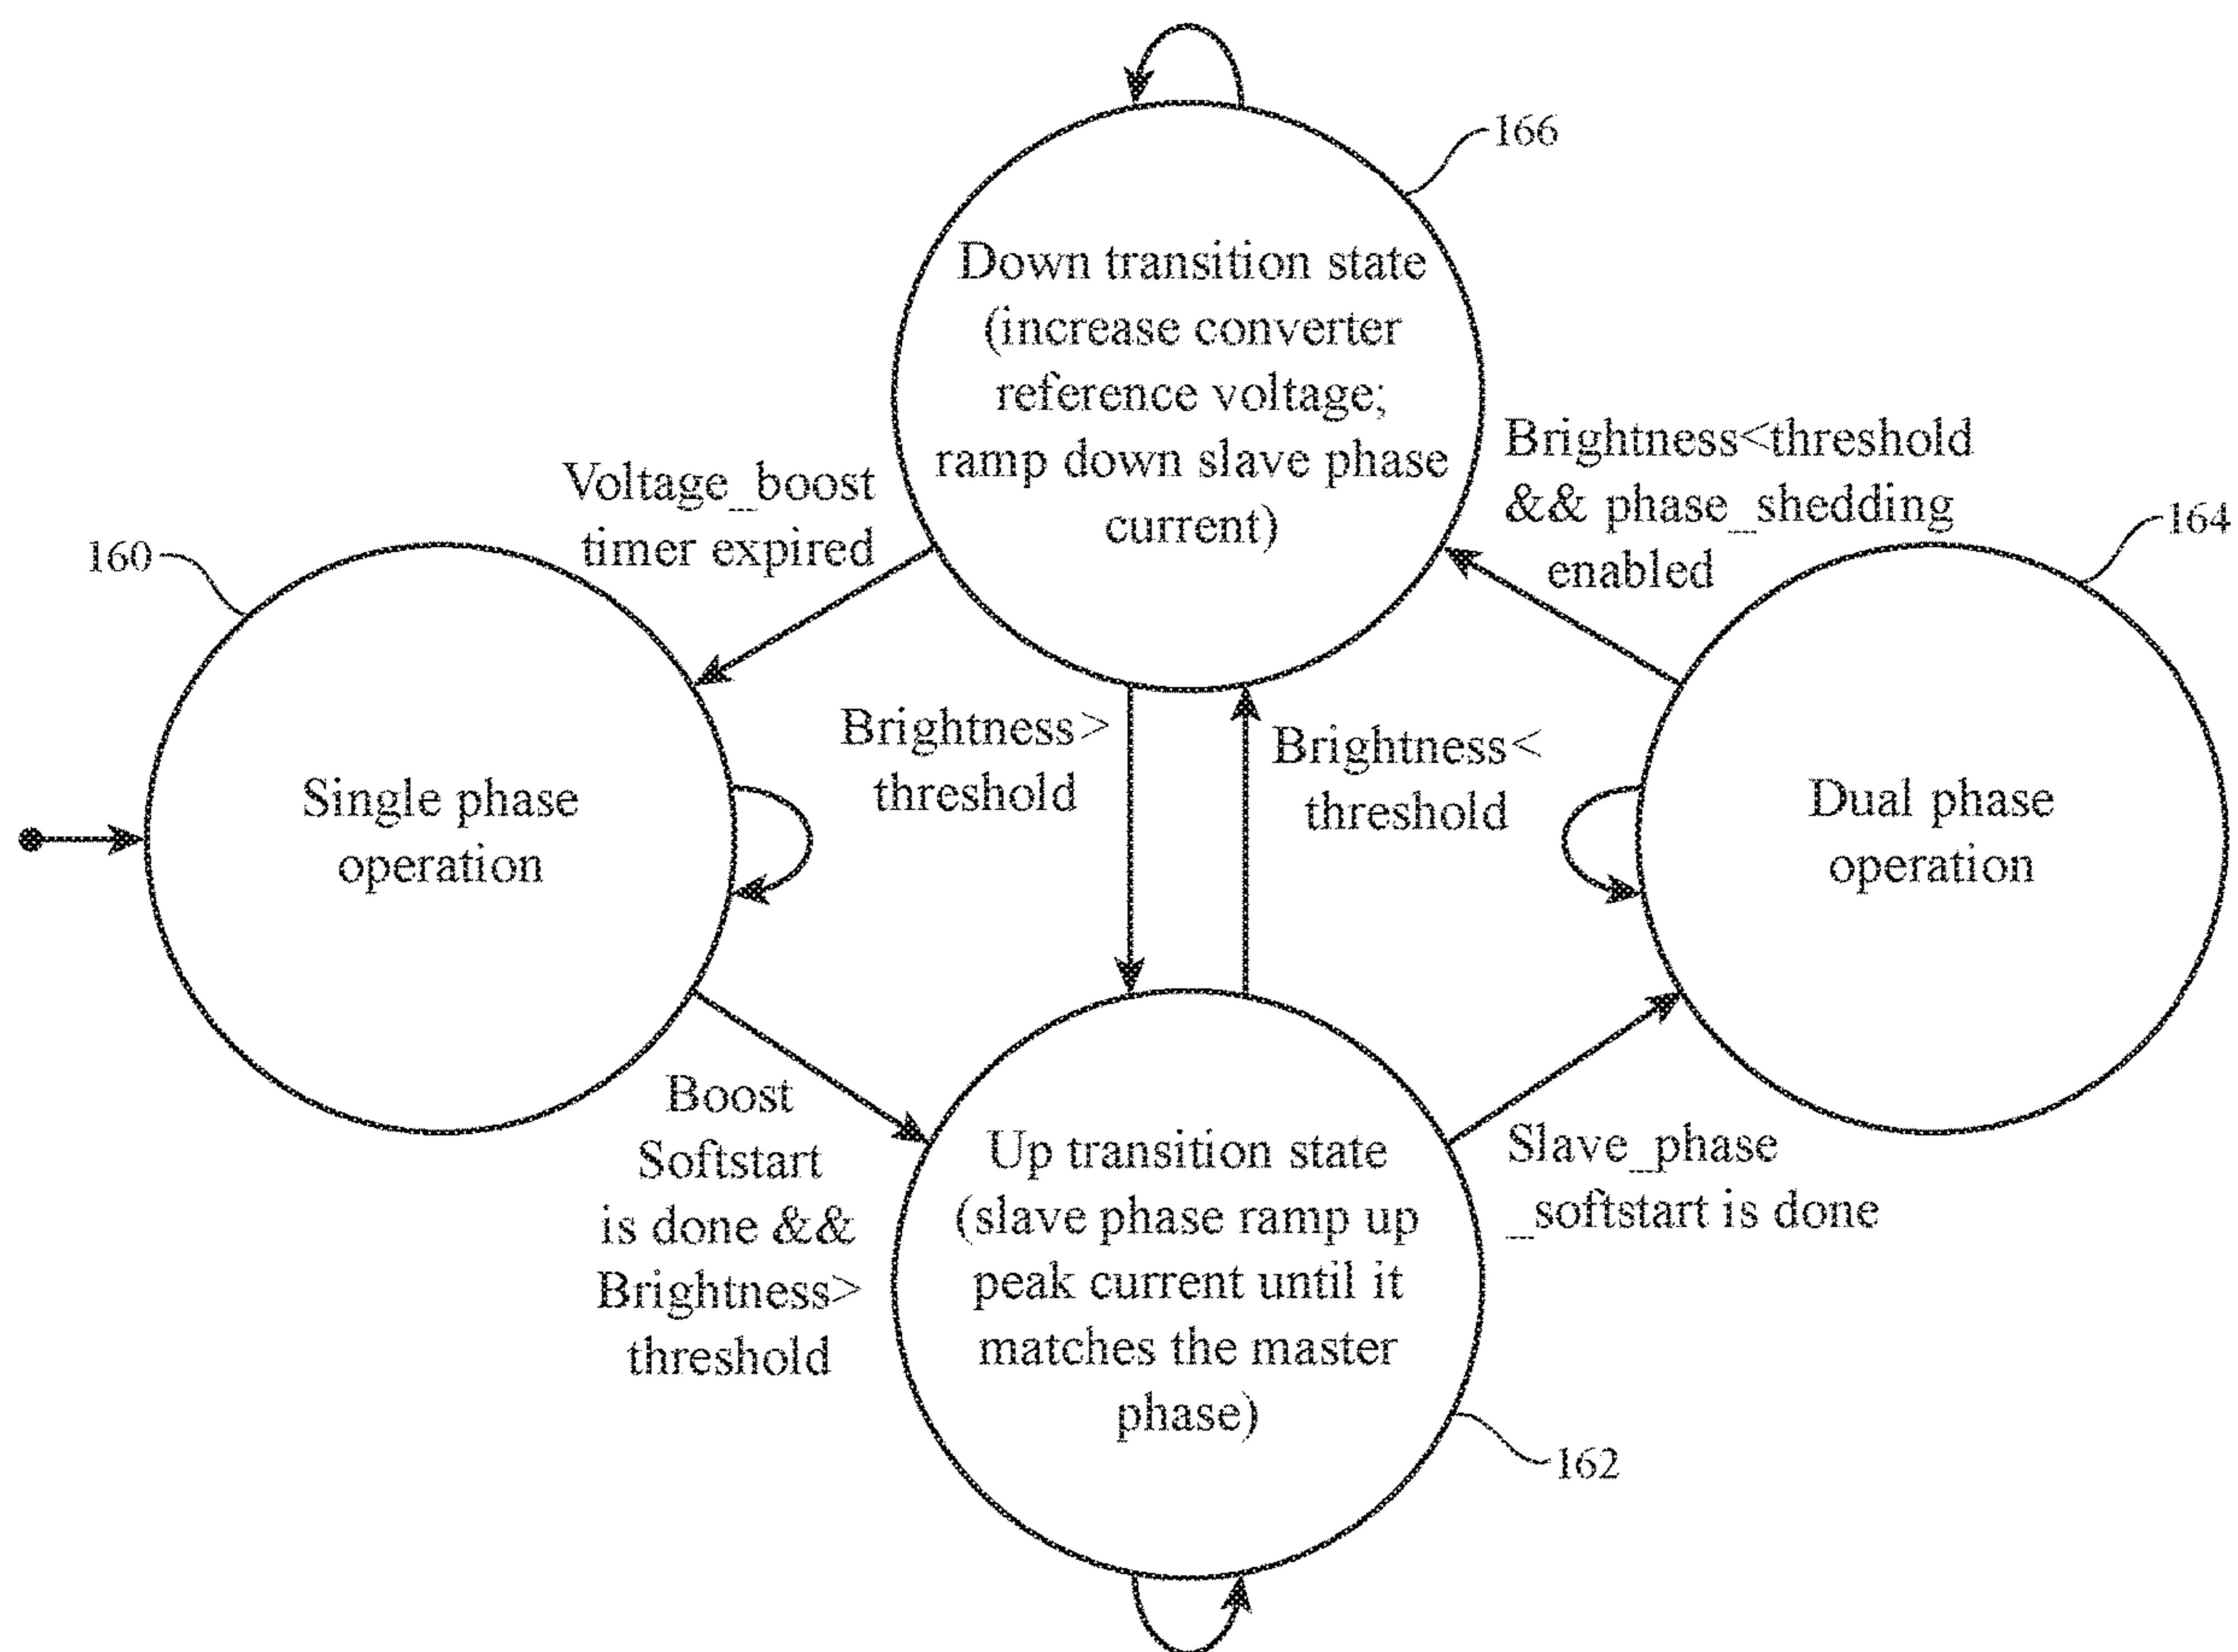 166
Down transition state
(increase converter
reference voltage;
ramp down slave phase
current)
Voltage_boost
timer expired
Brightness<threshold
&& phase_shedding
enabled
160
164
Single phase
operation
Brightness>
threshold
Brightness<
threshold
Dual phase
operation
Boost
Softstart
is done &&
Brightness>
threshold
Up transition state
(slave phase ramp up
peak current until it
matches the master
phase)
Slave_phase
_softstart is done
162